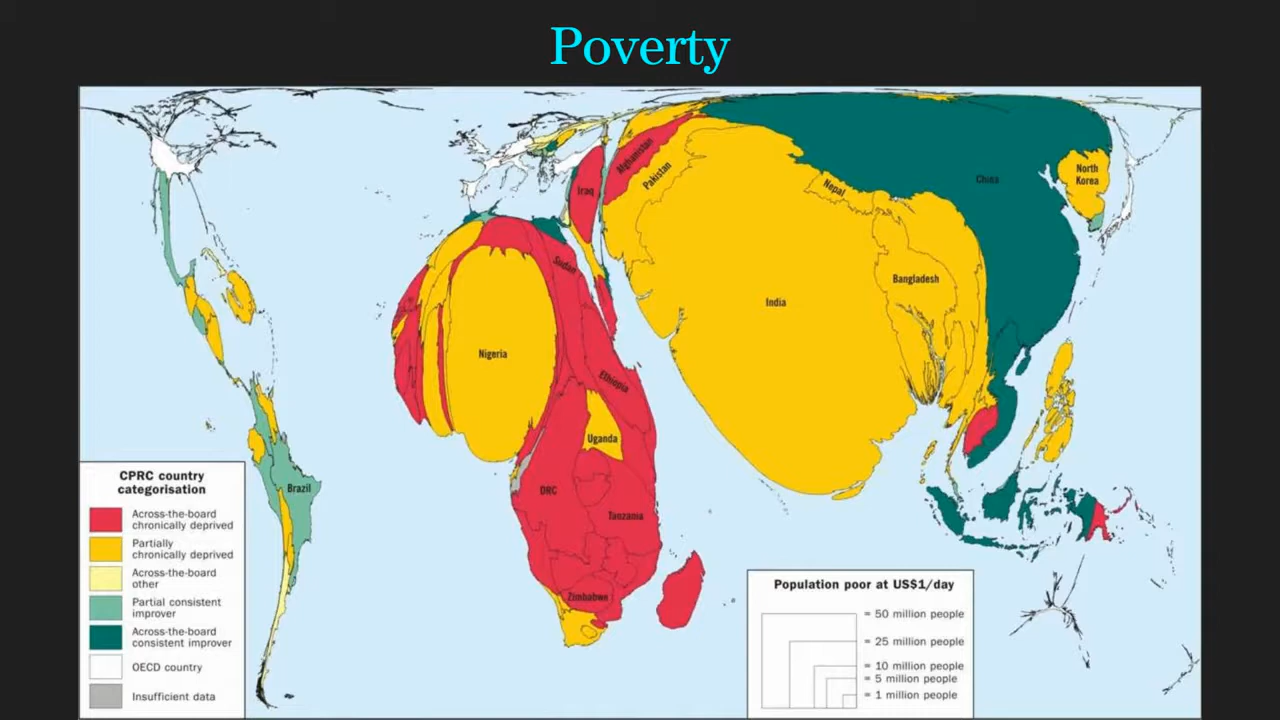 Poverty
Iraq
Afghanistan
Pakistan
Nepal
China
North
Korea
Sudan
India
Bangladesh
Nigeria
Ethiopia
Uganda
Brazil
DRC
Tanzania
Zimbabwe
CPRC country
categorisation
Across-the-board
chronically deprived
Partially
chronically deprived
Across-the-board
other
Partial consistent
improver
Across-the-board
consistent improver
OECD country
Insufficient data
Population poor at US$1/day
= 50 million people
= 25 million people
= 10 million people
= 5 million people
= 1 million people